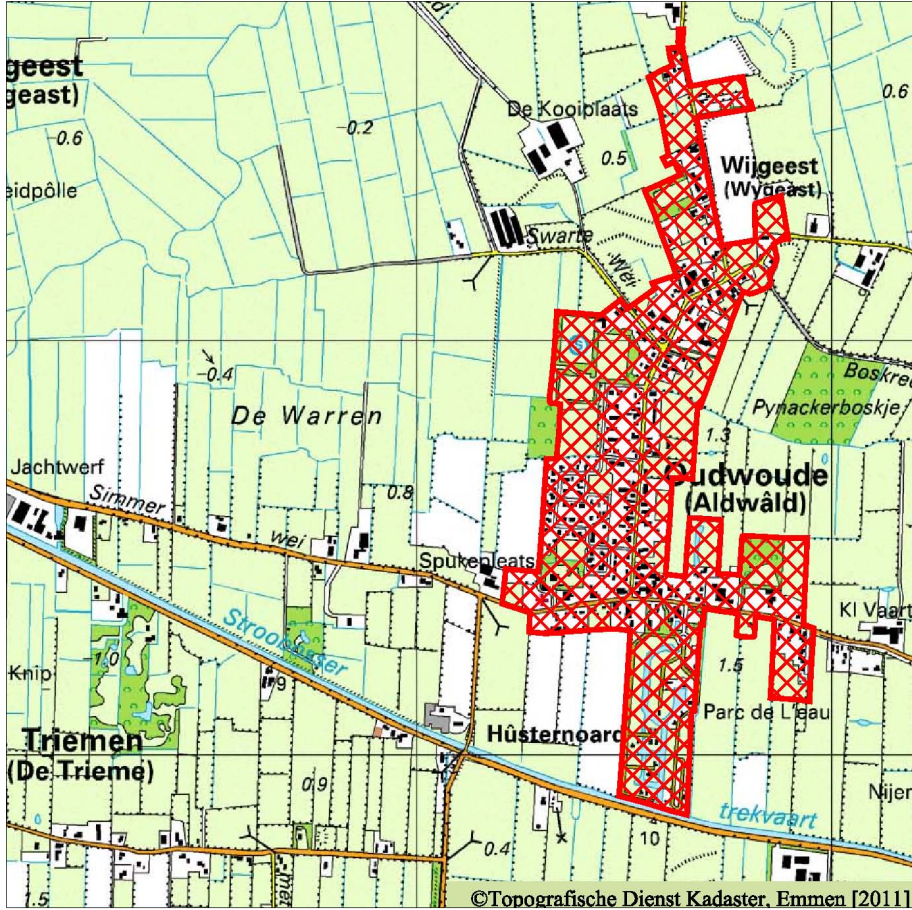 geest
geast)
-0.6
-0.2
De Kooiplaats
0.5
0.6
Wijgeest
(Wygeast)
eidpôlle
Swarte
Wei
-0.4
De Warren
Pynackerboskje
1.3
Oudwoude
(Aldwâld)
Jachtwerf
Simmer
Wei
0.8
Spukepleats
Kl Vaart
Stroobosser
Knip
-1.0
9
1.5
Parc de L'eau
Hûsternoard
Triemen
(De Trieme)
0.9
trekvaart
10
0.4
1.5
©Topografische Dienst Kadaster, Emmen [2011]